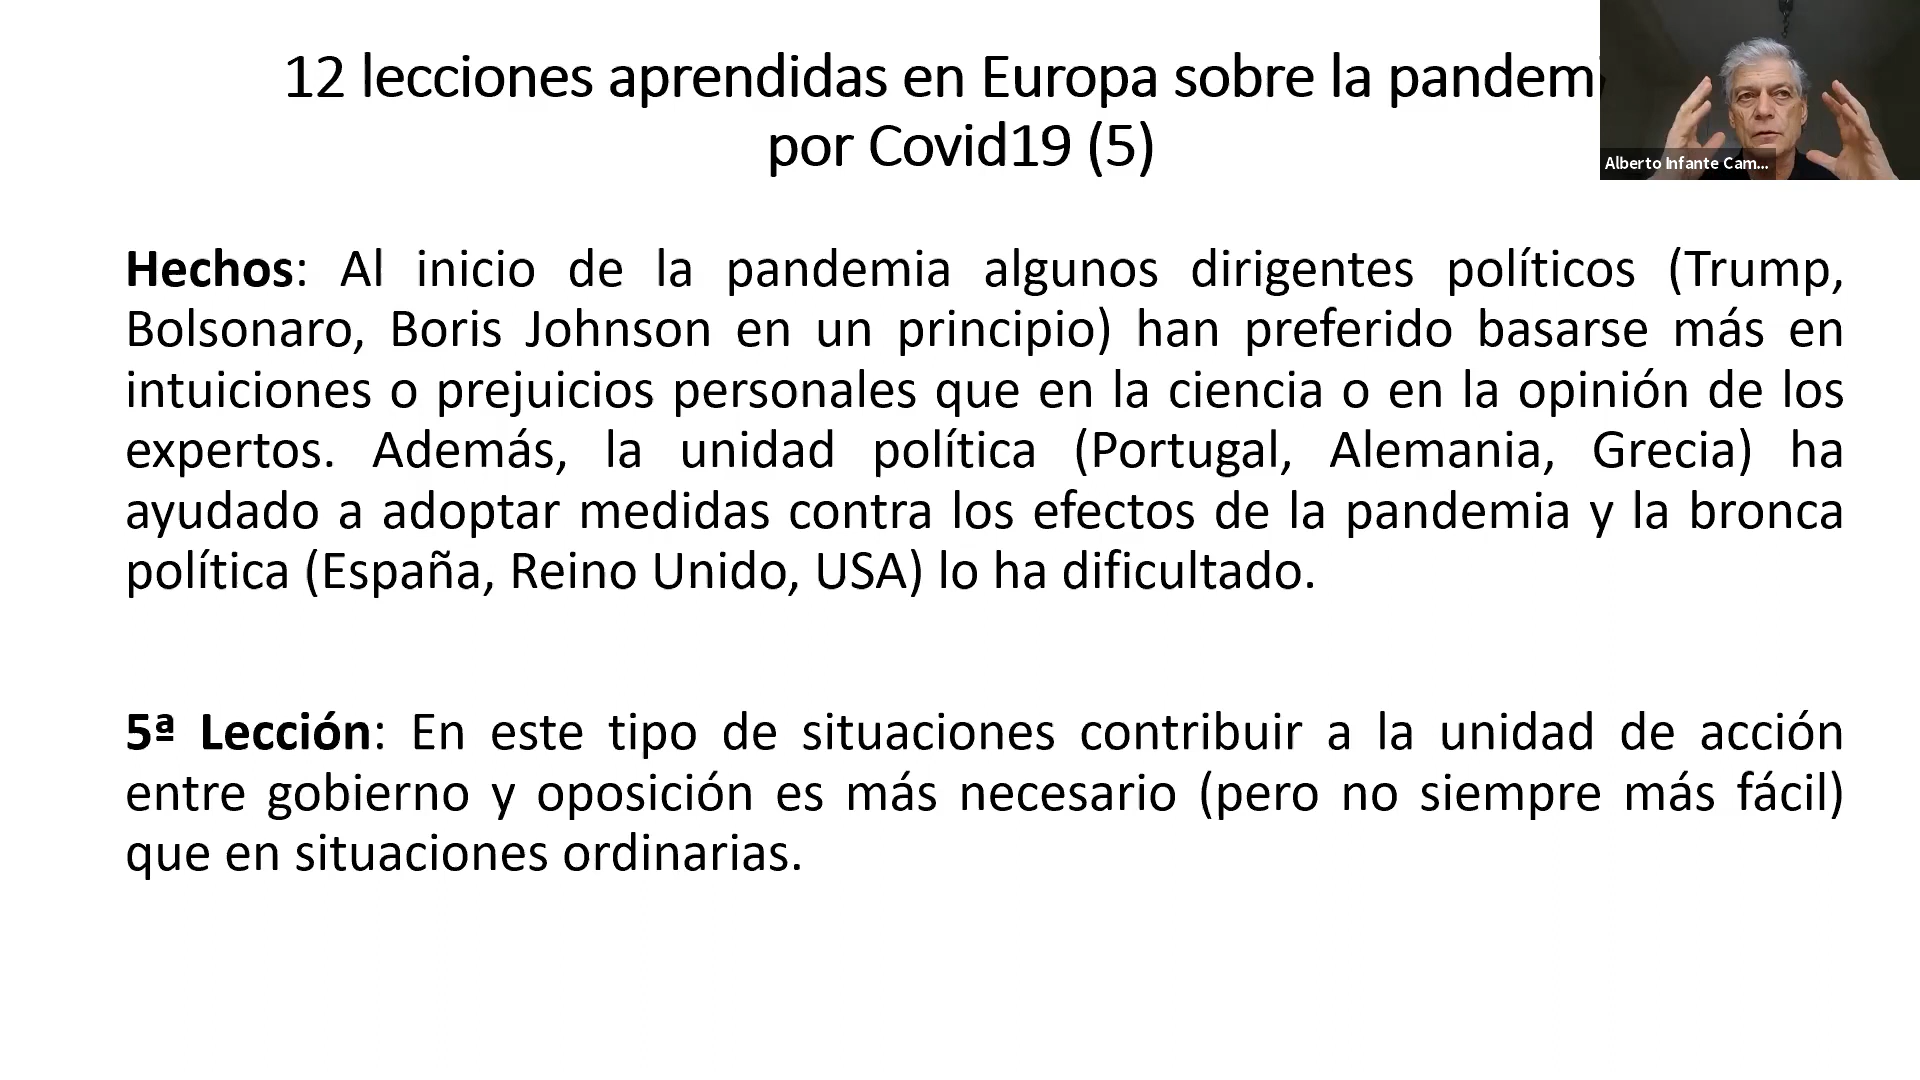 12 lecciones aprendidas en Europa sobre la pandemi
por Covid19 (5)
Alberto Infante Cam...
Hechos: Al inicio de la pandemia algunos dirigentes políticos (Trump,
Bolsonaro, Boris Johnson en un principio) han preferido basarse más en
intuiciones o prejuicios personales que en la ciencia o en la opinión de los
expertos. Además, la unidad política (Portugal, Alemania, Grecia) ha
ayudado a adoptar medidas contra los efectos de la pandemia y la bronca
política (España, Reino Unido, USA) lo ha dificultado.
5ª Lección: En este tipo de situaciones contribuir a la unidad de acción
entre gobierno y oposición es más necesario (pero no siempre más fácil)
que en situaciones ordinarias.